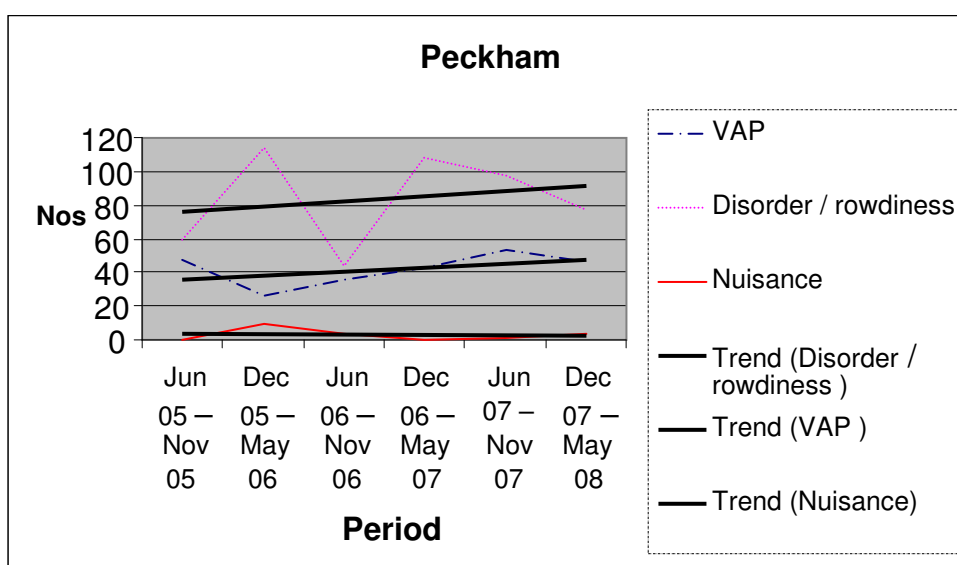 Peckham
120
100
80
60
40
20
0
Nos
Jun 05 – Nov 05
Dec 05 – May 06
Jun 06 – Nov 06
Dec 06 – May 07
Jun 07 – Nov 07
Dec 07 – May 08
Period
VAP
Disorder / rowdiness
Nuisance
Trend (Disorder /
rowdiness )
Trend (VAP )
Trend (Nuisance)